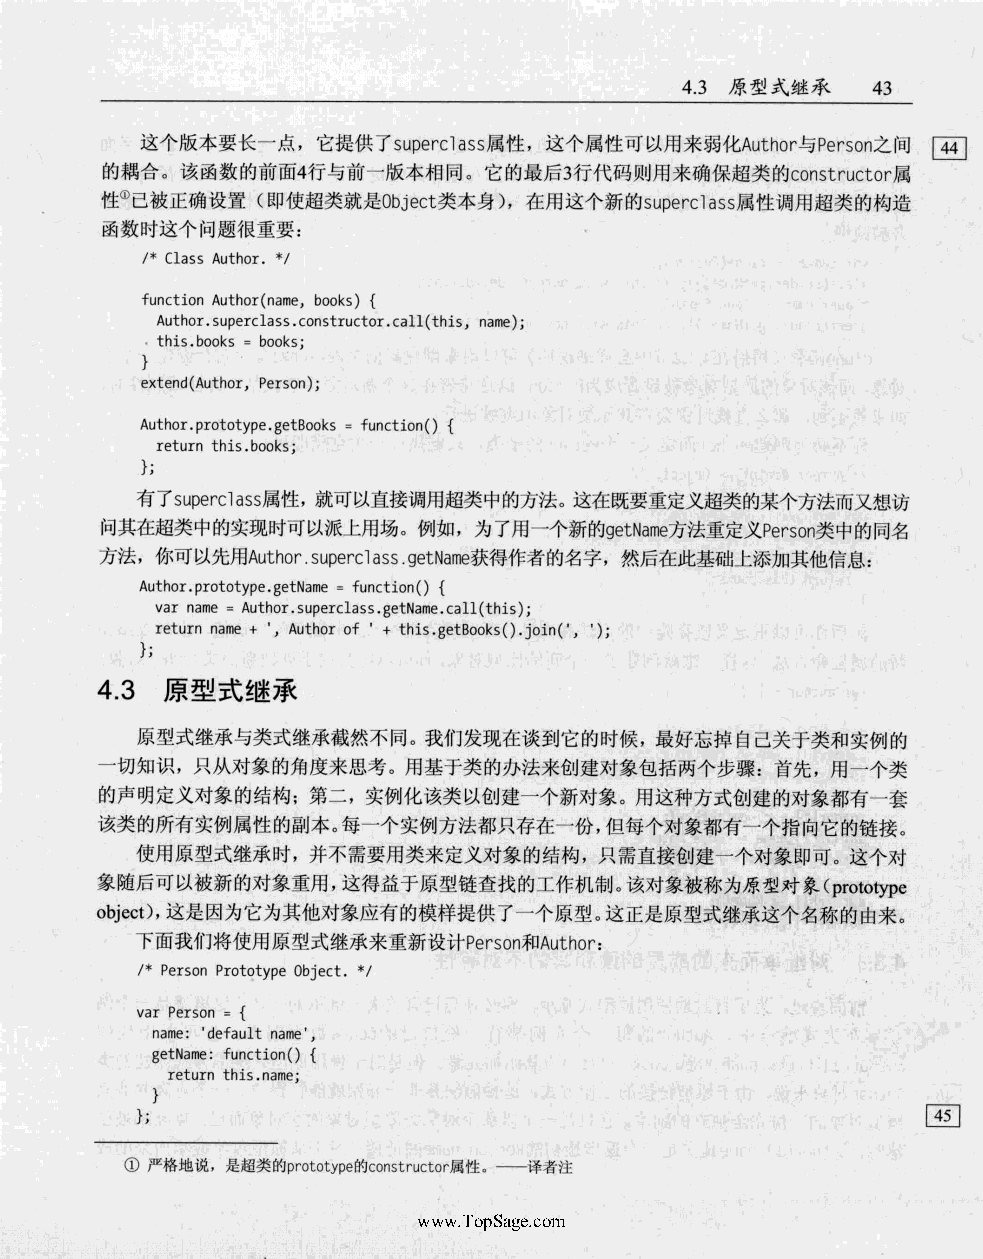 4.3 原型式继承 43
这个版本要长一点，它提供了superclass属性，这个属性可以用来弱化Author与Person之间
44
的耦合。该函数的前面4行与前一版本相同。它的最后3行代码则用来确保超类的constructor属
性①已被正确设置（即使超类就是Object类本身），在用这个新的superclass属性调用超类的构造
函数时这个问题很重要：
/* Class Author. */
function Author(name, books) {
Author.superclass.constructor.call(this, name);
this.books = books;
}
extend(Author, Person);
Author.prototype.getBooks = function() {
return this.books;
};
有了superclass属性，就可以直接调用超类中的方法。这在既要重定义超类的某个方法而又想访
问其在超类中的实现时可以派上用场。例如，为了用一个新的getName方法重定义Person类中的同名
方法，你可以先用Author.superclass.getName获得作者的名字，然后在此基础上添加其他信息：
Author.prototype.getName = function() {
var name = Author.superclass.getName.call(this);
return name + ', Author of ' + this.getBooks().join(', ');
};
4.3 原型式继承
原型式继承与类式继承截然不同。我们发现在谈到它的时候，最好忘掉自己关于类和实例的
一切知识，只从对象的角度来思考。用基于类的办法来创建对象包括两个步骤：首先，用一个类
的声明定义对象的结构；第二，实例化该类以创建一个新对象。用这种方式创建的对象都有一套
该类的所有实例属性的副本。每一个实例方法都只存在一份，但每个对象都有一个指向它的链接。
使用原型式继承时，并不需要用类来定义对象的结构，只需直接创建一个对象即可。这个对
象随后可以被新的对象重用，这得益于原型链查找的工作机制。该对象被称为原型对象（prototype
object），这是因为它为其他对象应有的模样提供了一个原型。这正是原型式继承这个名称的由来。
下面我们将使用原型式继承来重新设计Person和Author：
/* Person Prototype Object. */
var Person = {
name: 'default name',
getName: function() {
return this.name;
}
};
45
① 严格地说，是超类的prototype的constructor属性。——译者注
www.TopSage.com